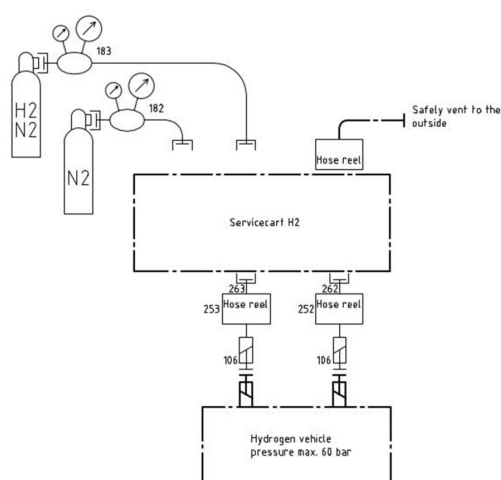 183
H2
N2
182
N2
Safely vent to the
outside
Hose reel
Servicecart H2
263
262
253
Hose reel
252
Hose reel
106
106
Hydrogen vehicle
pressure max. 60 bar